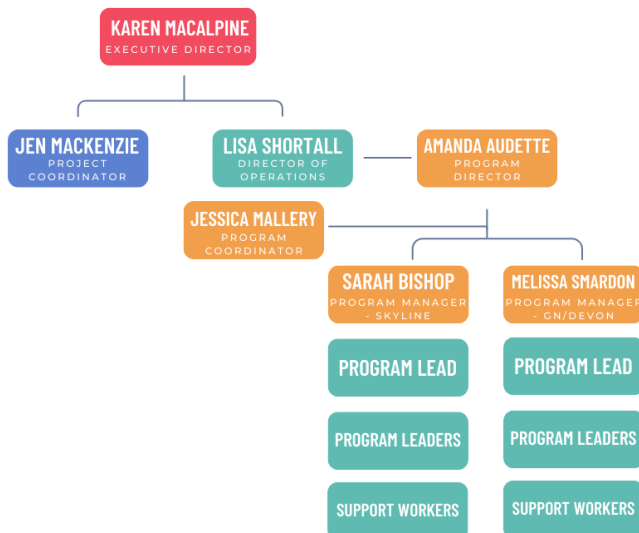 KAREN MACALPINE
EXECUTIVE DIRECTOR
JEN MACKENZIE
PROJECT
COORDINATOR
LISA SHORTALL
DIRECTOR OF
OPERATIONS
AMANDA AUDETTE
PROGRAM
DIRECTOR
JESSICA MALLERY
PROGRAM
COORDINATOR
SARAH BISHOP
PROGRAM MANAGER
- SKYLINE
MELISSA SMARDON
PROGRAM MANAGER
- GN/DEVON
PROGRAM LEAD
PROGRAM LEAD
PROGRAM LEADERS
PROGRAM LEADERS
SUPPORT WORKERS
SUPPORT WORKERS